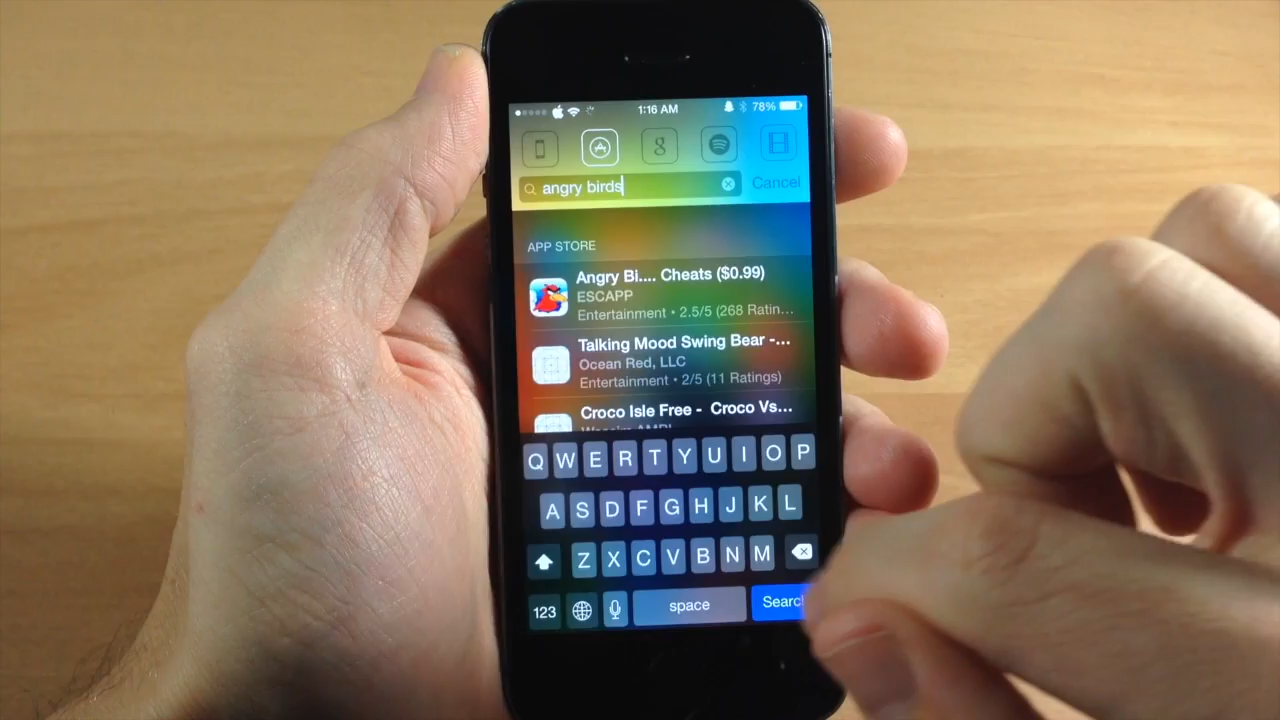 1:16 AM 78%
g
angry birds Cancel
APP STORE
Angry Bi.... Cheats ($0.99)
ESCAPP
Entertainment • 2.5/5 (268 Ratin...
Talking Mood Swing Bear -...
Ocean Red, LLC
Entertainment • 2/5 (11 Ratings)
Croco Isle Free - Croco Vs...
Q W E R T Y U I O P
A S D F G H J K L
Z X C V B N M
123 space Searc